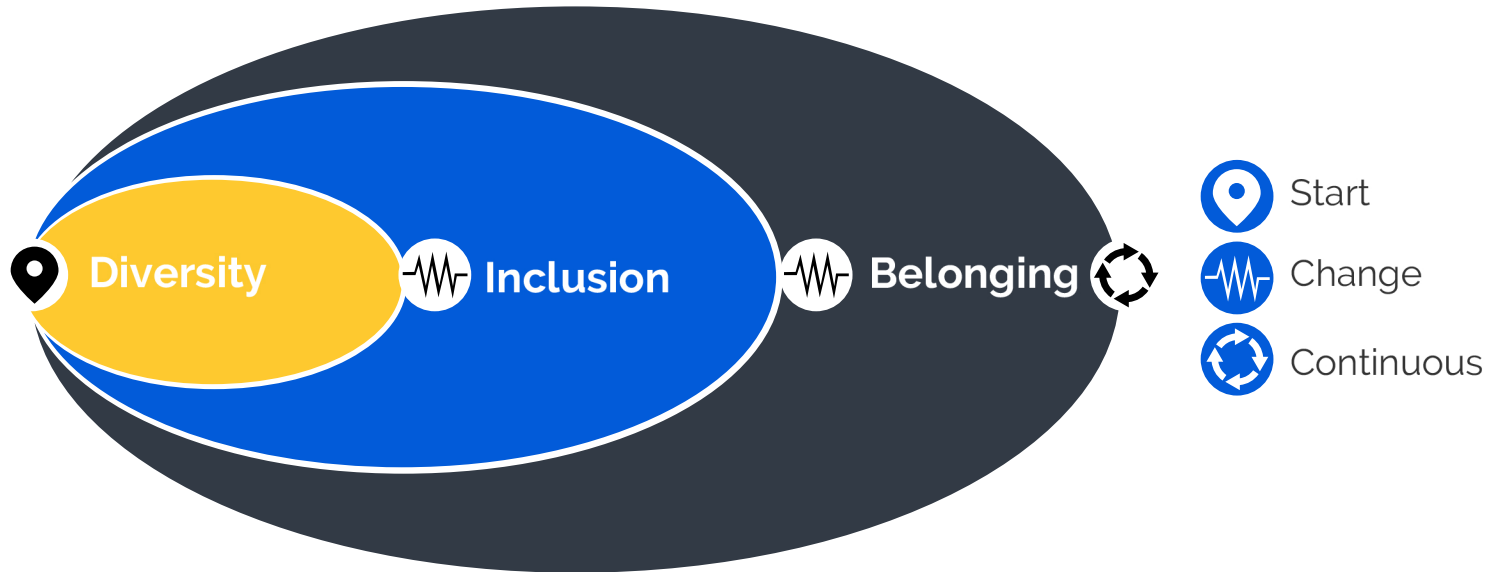 Diversity
Inclusion
Belonging
Start
Change
Continuous